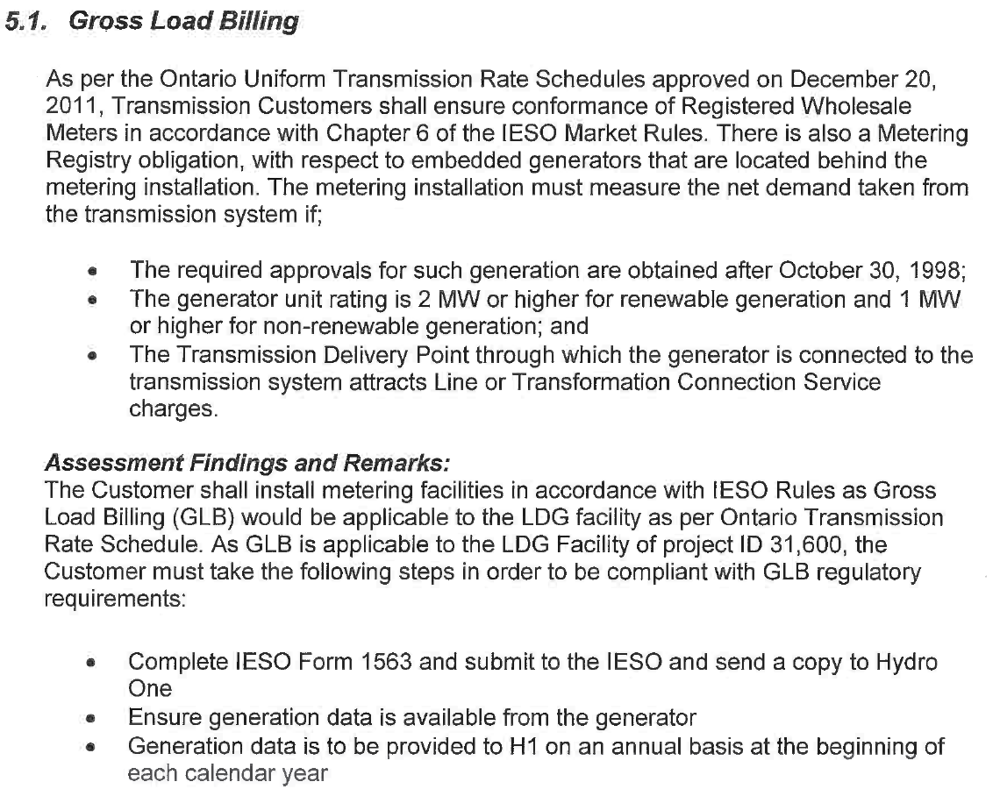 5.1. Gross Load Billing
As per the Ontario Uniform Transmission Rate Schedules approved on December 20,
2011, Transmission Customers shall ensure conformance of Registered Wholesale
Meters in accordance with Chapter 6 of the IESO Market Rules. There is also a Metering
Registry obligation, with respect to embedded generators that are located behind the
metering installation. The metering installation must measure the net demand taken from
the transmission system if;
• The required approvals for such generation are obtained after October 30, 1998;
• The generator unit rating is 2 MW or higher for renewable generation and 1 MW
or higher for non-renewable generation; and
• The Transmission Delivery Point through which the generator is connected to the
transmission system attracts Line or Transformation Connection Service
charges.
Assessment Findings and Remarks:
The Customer shall install metering facilities in accordance with IESO Rules as Gross
Load Billing (GLB) would be applicable to the LDG facility as per Ontario Transmission
Rate Schedule. As GLB is applicable to the LDG Facility of project ID 31,600, the
Customer must take the following steps in order to be compliant with GLB regulatory
requirements:
• Complete IESO Form 1563 and submit to the IESO and send a copy to Hydro
One
• Ensure generation data is available from the generator
• Generation data is to be provided to H1 on an annual basis at the beginning of
each calendar year